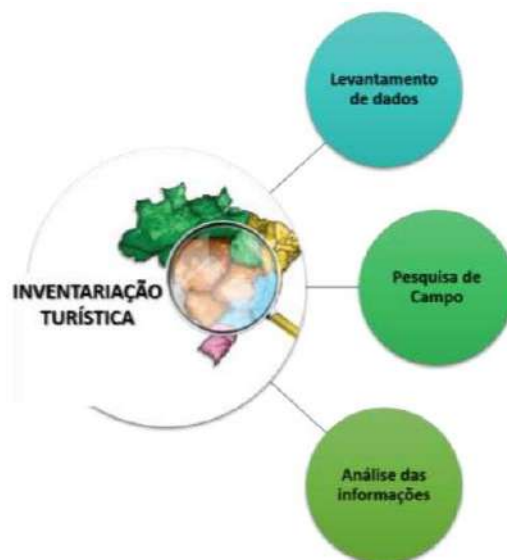 Levantamento
de dados
INVENTARIAÇÃO
TURÍSTICA
Pesquisa de
Campo
Análise das
informações